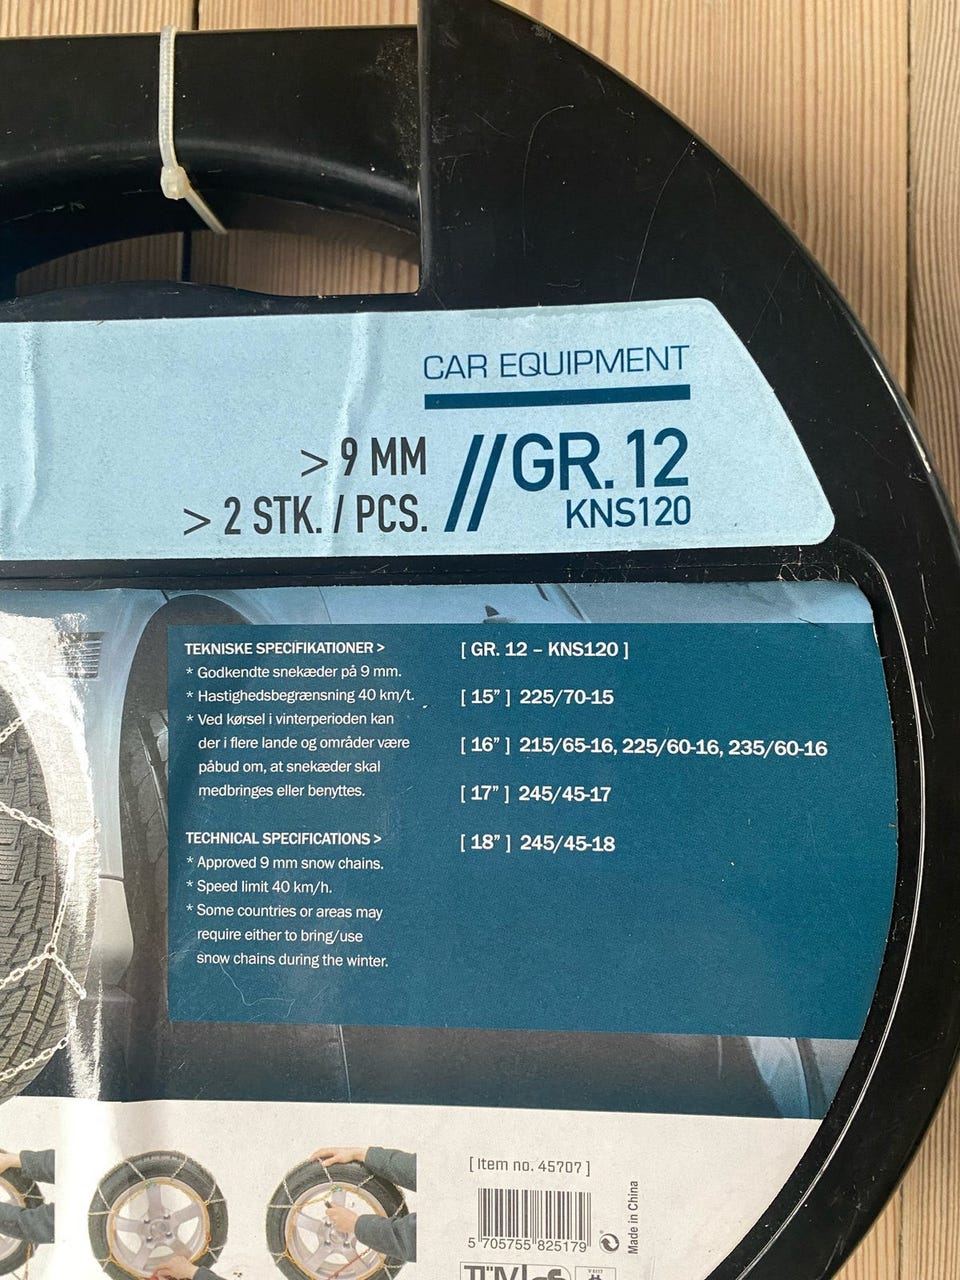 CAR EQUIPMENT
> 9 MM
> 2 STK. / PCS.
//GR. 12
KNS120
TEKNISKE SPECIFIKATIONER >
* Godkendte snekæder på 9 mm.
* Hastighedsbegrænsning 40 km/t.
* Ved kørsel i vinterperioden kan
der i flere lande og områder være
påbud om, at snekæder skal
medbringes eller benyttes.
TECHNICAL SPECIFICATIONS >
* Approved 9 mm snow chains.
* Speed limit 40 km/h.
* Some countries or areas may
require either to bring/use
snow chains during the winter.
[ GR. 12 – KNS120 ]
[ 15” ] 225/70-15
[ 16” ] 215/65-16, 225/60-16, 235/60-16
[ 17” ] 245/45-17
[ 18” ] 245/45-18
[ Item no. 45707 ]
5 705755 825179
Made in China
TÜV GS